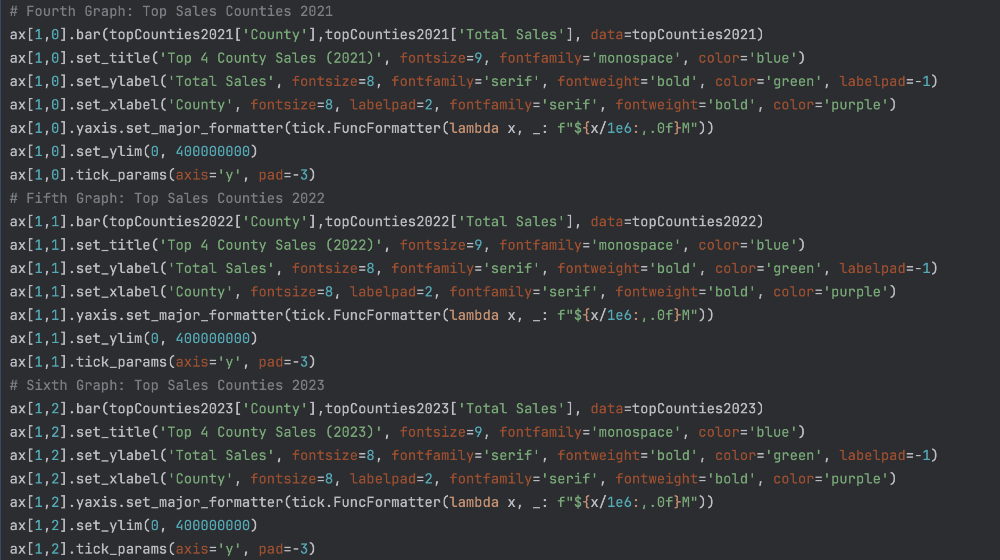 # Fourth Graph: Top Sales Counties 2021
ax[1,0].bar(topCounties2021['County'],topCounties2021['Total Sales'], data=topCounties2021)
ax[1,0].set_title('Top 4 County Sales (2021)', fontsize=9, fontfamily='monospace', color='blue')
ax[1,0].set_ylabel('Total Sales', fontsize=8, fontfamily='serif', fontweight='bold', color='green', labelpad=-1)
ax[1,0].set_xlabel('County', fontsize=8, labelpad=2, fontfamily='serif', fontweight='bold', color='purple')
ax[1,0].yaxis.set_major_formatter(tick.FuncFormatter(lambda x, _: f"${x/1e6:,.0f}M"))
ax[1,0].set_ylim(0, 400000000)
ax[1,0].tick_params(axis='y', pad=-3)
# Fifth Graph: Top Sales Counties 2022
ax[1,1].bar(topCounties2022['County'],topCounties2022['Total Sales'], data=topCounties2022)
ax[1,1].set_title('Top 4 County Sales (2022)', fontsize=9, fontfamily='monospace', color='blue')
ax[1,1].set_ylabel('Total Sales', fontsize=8, fontfamily='serif', fontweight='bold', color='green', labelpad=-1)
ax[1,1].set_xlabel('County', fontsize=8, labelpad=2, fontfamily='serif', fontweight='bold', color='purple')
ax[1,1].yaxis.set_major_formatter(tick.FuncFormatter(lambda x, _: f"${x/1e6:,.0f}M"))
ax[1,1].set_ylim(0, 400000000)
ax[1,1].tick_params(axis='y', pad=-3)
# Sixth Graph: Top Sales Counties 2023
ax[1,2].bar(topCounties2023['County'],topCounties2023['Total Sales'], data=topCounties2023)
ax[1,2].set_title('Top 4 County Sales (2023)', fontsize=9, fontfamily='monospace', color='blue')
ax[1,2].set_ylabel('Total Sales', fontsize=8, fontfamily='serif', fontweight='bold', color='green', labelpad=-1)
ax[1,2].set_xlabel('County', fontsize=8, labelpad=2, fontfamily='serif', fontweight='bold', color='purple')
ax[1,2].yaxis.set_major_formatter(tick.FuncFormatter(lambda x, _: f"${x/1e6:,.0f}M"))
ax[1,2].set_ylim(0, 400000000)
ax[1,2].tick_params(axis='y', pad=-3)